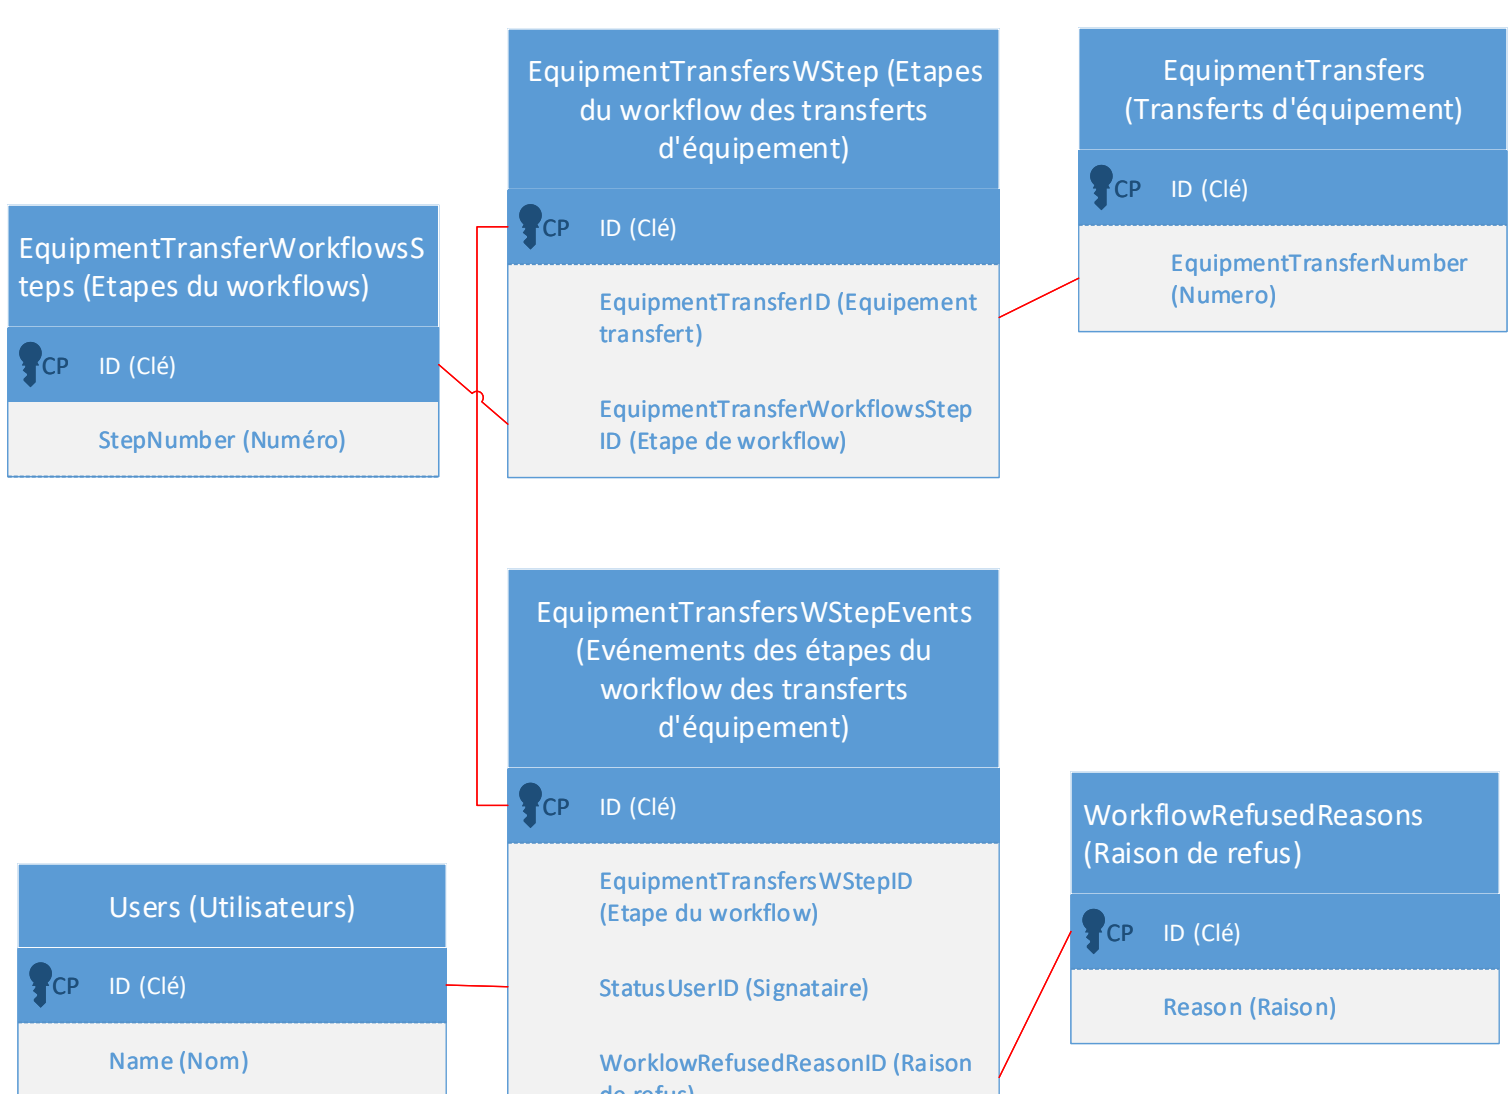 EquipmentTransfersWStep (Etapes
du workflow des transferts
d'équipement)
CP ID (Clé)
EquipmentTransferID (Equipement
transfert)
EquipmentTransferWorkflowsStep
ID (Etape de workflow)
EquipmentTransfers
(Transferts d'équipement)
CP ID (Clé)
EquipmentTransferNumber
(Numero)
EquipmentTransferWorkflowsS
teps (Etapes du workflows)
CP ID (Clé)
StepNumber (Numéro)
EquipmentTransfersWStepEvents
(Evénements des étapes du
workflow des transferts
d'équipement)
CP ID (Clé)
EquipmentTransfersWStepID
(Etape du workflow)
StatusUserID (Signataire)
WorklowRefusedReasonID (Raison
de refus)
WorkflowRefusedReasons
(Raison de refus)
CP ID (Clé)
Reason (Raison)
Users (Utilisateurs)
CP ID (Clé)
Name (Nom)